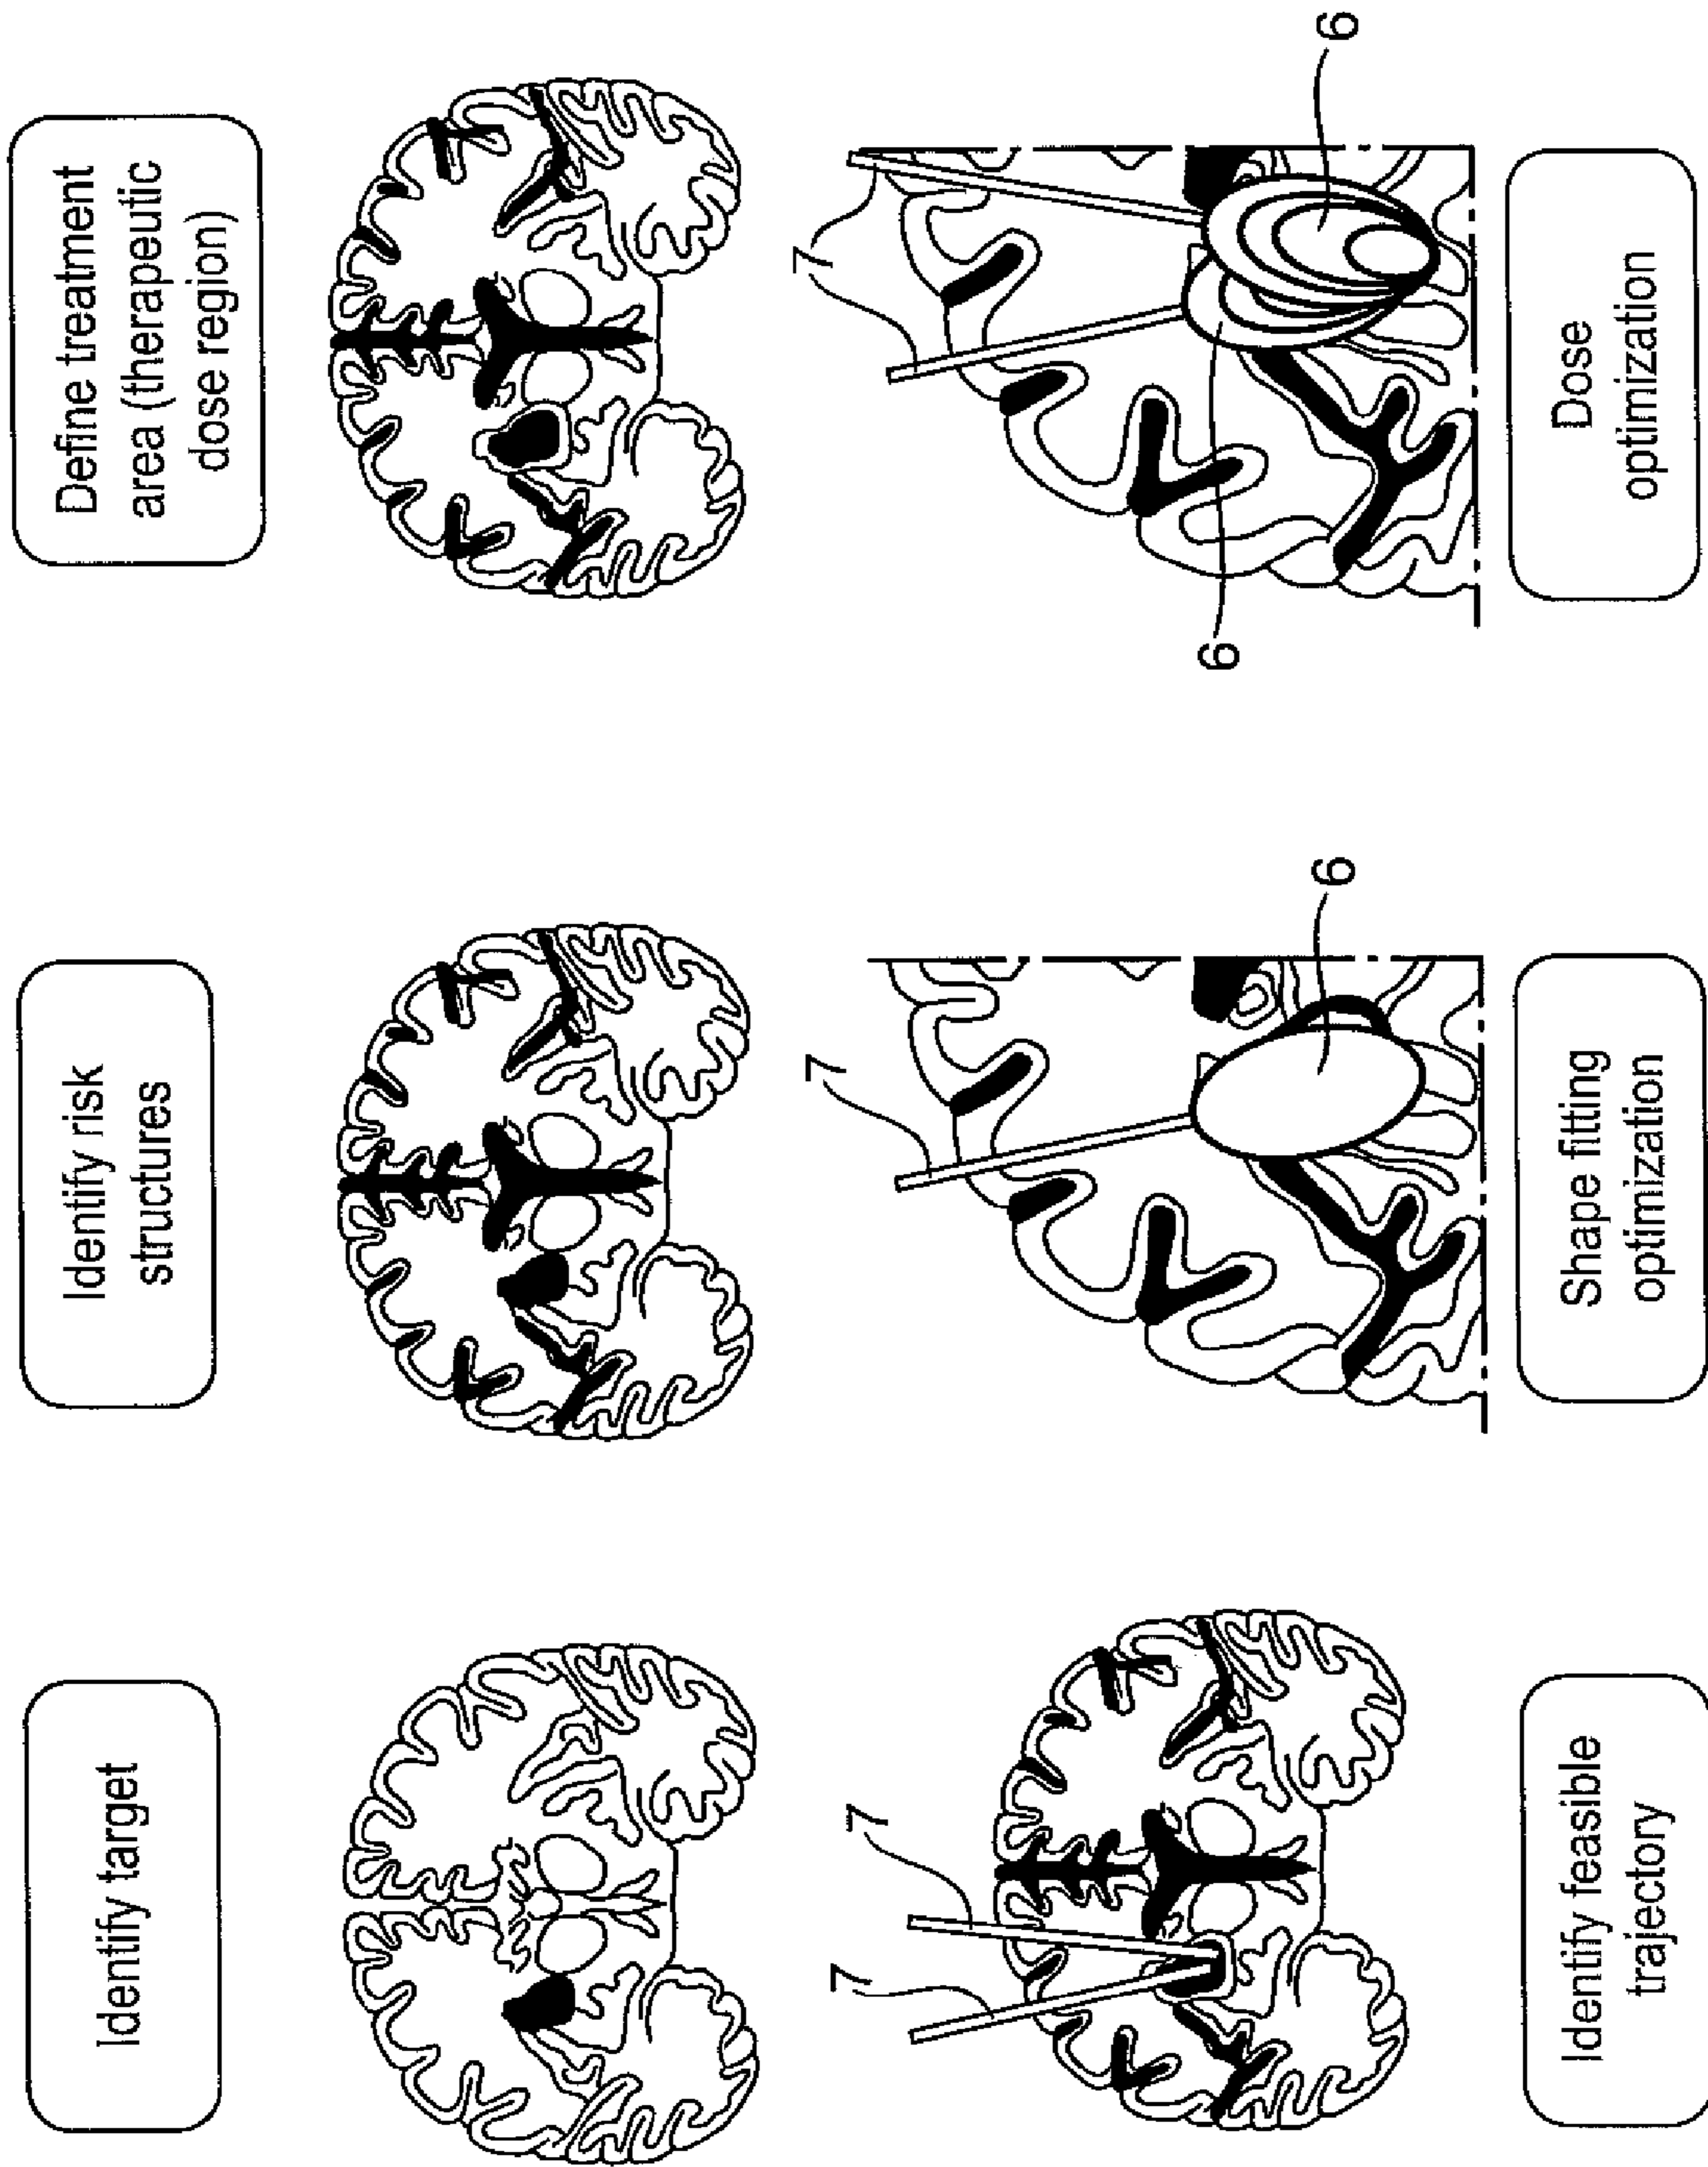 Identify target
Identify risk
structures
Define treatment
area (therapeutic
dose region)
7
7
7
7
6
6
6
Identify feasible
trajectory
Shape fitting
optimization
Dose
optimization